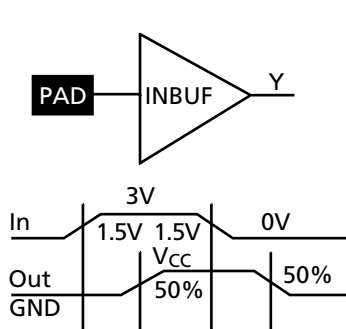 PAD INBUF Y
3V
In 1.5V 1.5V 0V
VCC
Out 50% 50%
GND